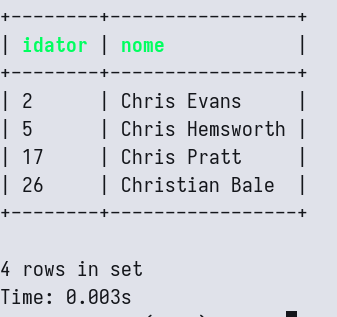 +--------+-----------------+
| idator | nome            |
+--------+-----------------+
| 2      | Chris Evans     |
| 5      | Chris Hemsworth |
| 17     | Chris Pratt     |
| 26     | Christian Bale  |
+--------+-----------------+
4 rows in set
Time: 0.003s